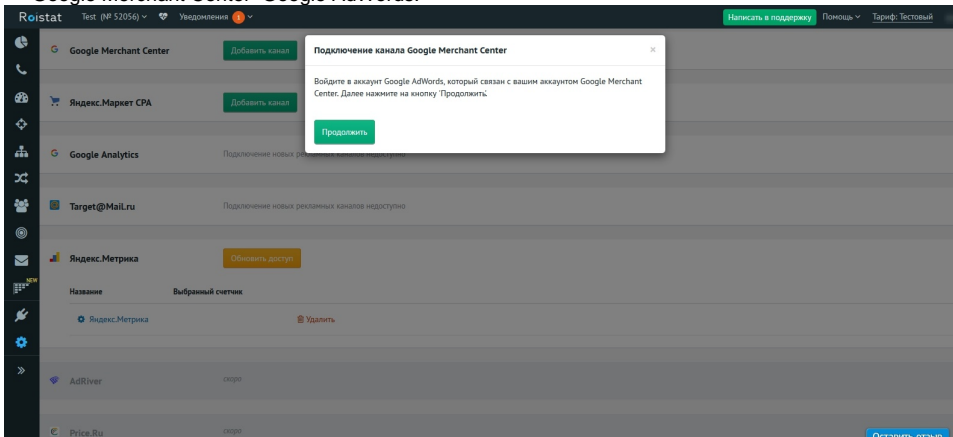 Google Merchant Center Google AdWords.
Roistat Test (№ 52056) Уведомления 1 Написать в поддержку Помощь Тариф: Тестовый
Google Merchant Center Добавить канал
Подключение канала Google Merchant Center ×
Войдите в аккаунт Google AdWords, который связан с вашим аккаунтом Google Merchant
Center. Далее нажмите на кнопку 'Продолжить'.
Продолжить
Яндекс.Маркет CPA Добавить канал
Google Analytics Подключение новых рекламных каналов недоступно
Target@Mail.ru Подключение новых рекламных каналов недоступно
Яндекс.Метрика Обновить доступ
NEW
Название Выбранный счетчик
Яндекс.Метрика Удалить
AdRiver скоро
Price.Ru скоро
Оставить отзыв